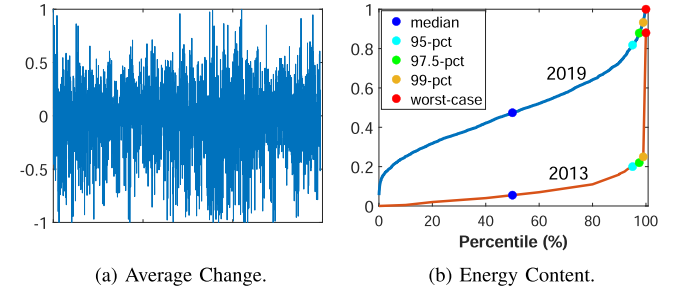 1
0.5
0
-0.5
-1
(a) Average Change.
1
0.8
0.6
0.4
0.2
0
median
95-pct
97.5-pct
99-pct
worst-case
2019
2013
0 20 40 60 80 100
Percentile (%)
(b) Energy Content.